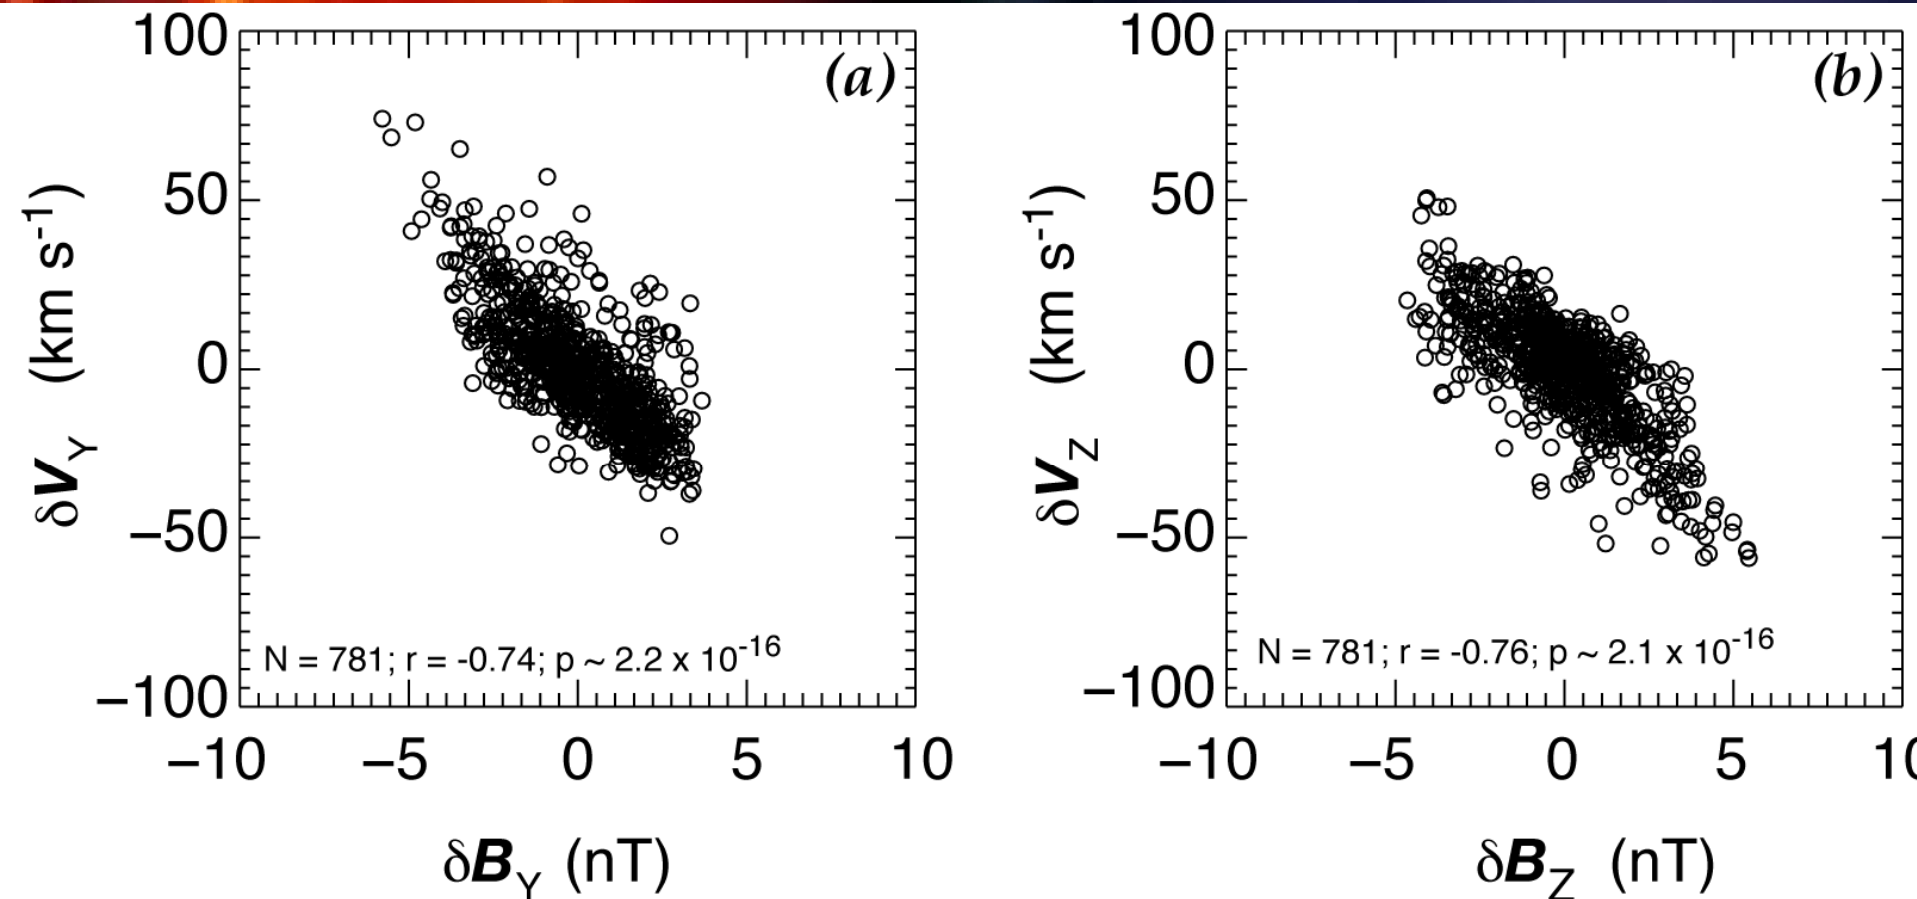 100
50
0
−50
−100
δVY (km s-1)
(a)
N = 781; r = -0.74; p ~ 2.2 x 10-16
−10 −5 0 5 10
δBY (nT)
100
50
0
−50
−100
δVZ (km s-1)
(b)
N = 781; r = -0.76; p ~ 2.1 x 10-16
−10 −5 0 5 10
δBZ (nT)